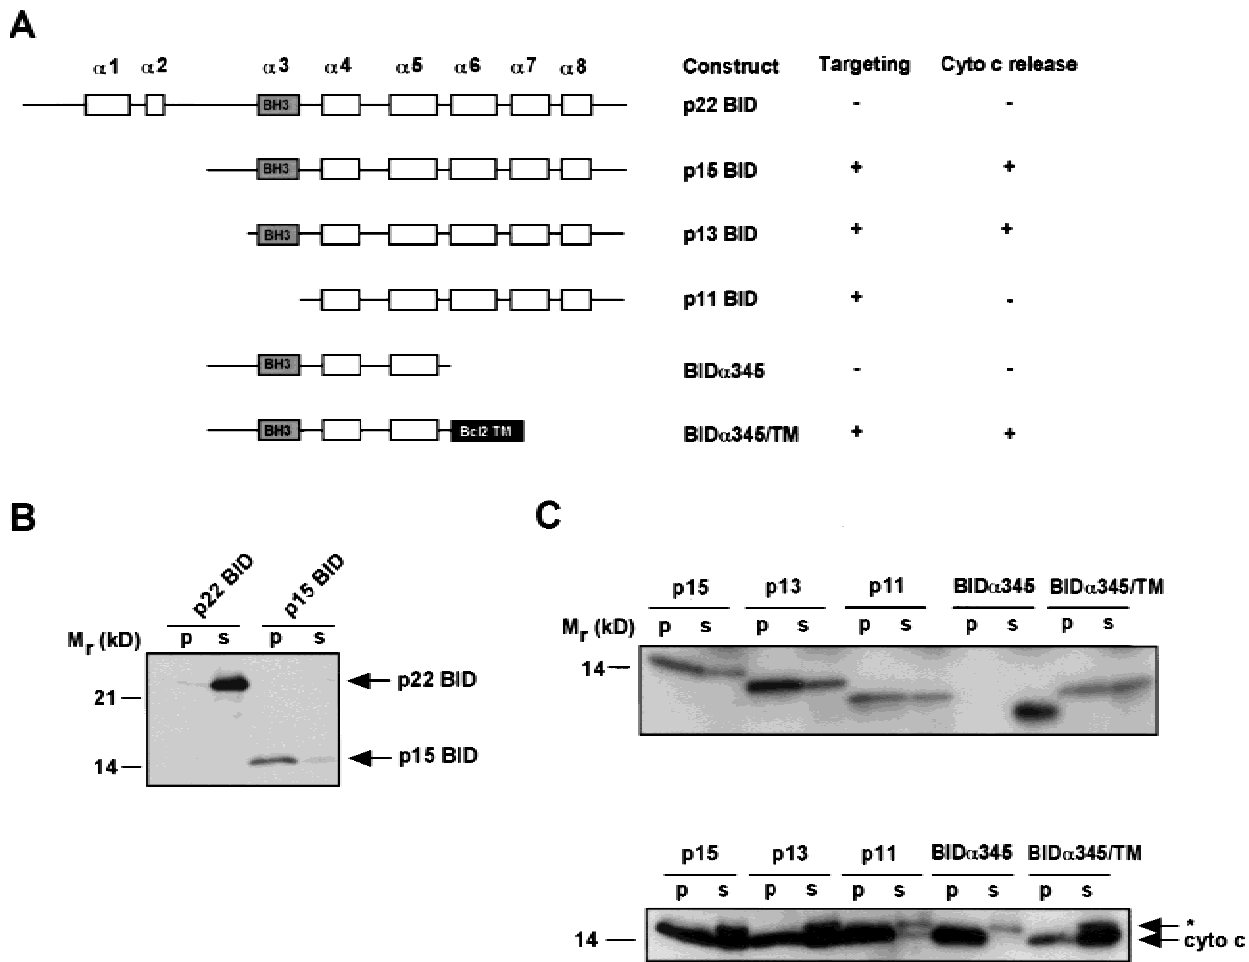 A
α1 α2 α3 α4 α5 α6 α7 α8 Construct Targeting Cyto c release
BH3 p22 BID - -
BH3 p15 BID + +
BH3 p13 BID + +
p11 BID + -
BH3 BIDα345 - -
BH3 Bcl2 TM BIDα345/TM + +
B
p22 BID p15 BID
Mr (kD) p s p s
p22 BID
21
p15 BID
14
C
p15 p13 p11 BIDα345 BIDα345/TM
Mr (kD) p s p s p s p s p s
14
p15 p13 p11 BIDα345 BIDα345/TM
p s p s p s p s p s
*
14 cyto c